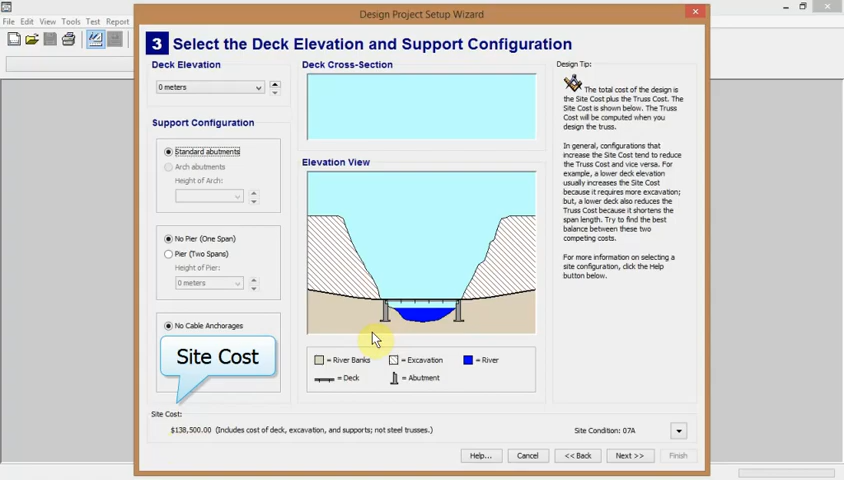 Design Project Setup Wizard
File Edit View Tools Test Report
3 Select the Deck Elevation and Support Configuration
Deck Elevation
0 meters
Support Configuration
Standard abutments
Arch abutments
Height of Arch:
No Pier (One Span)
Pier (Two Spans)
Height of Pier:
0 meters
No Cable Anchorages
Site Cost
Deck Cross-Section
Elevation View
= River Banks
= Excavation
= River
= Deck
= Abutment
Design Tip:
The total cost of the design is
the Site Cost plus the Truss Cost. The
Site Cost is shown below. The Truss
Cost will be computed when you
design the truss.
In general, configurations that
increase the Site Cost tend to reduce
the Truss Cost and vice versa. For
example, a lower deck elevation
usually increases the Site Cost
because it requires more excavation;
but, a lower deck also reduces the
Truss Cost because it shortens the
span length. Try to find the best
balance between these two
competing costs.
For more information on selecting a
site configuration, click the Help
button below.
Site Cost:
$138,500.00 (Includes cost of deck, excavation, and supports; not steel trusses.)
Site Condition: 07A
Help... Cancel << Back Next >> Finish